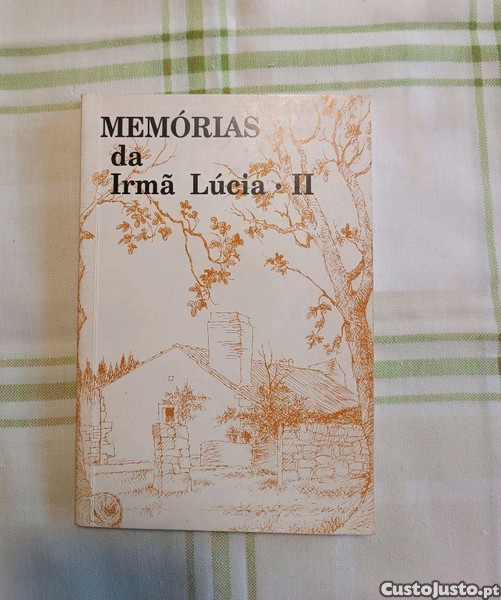 MEMÓRIAS
da
Irmã Lúcia • II
CustoJusto.pt